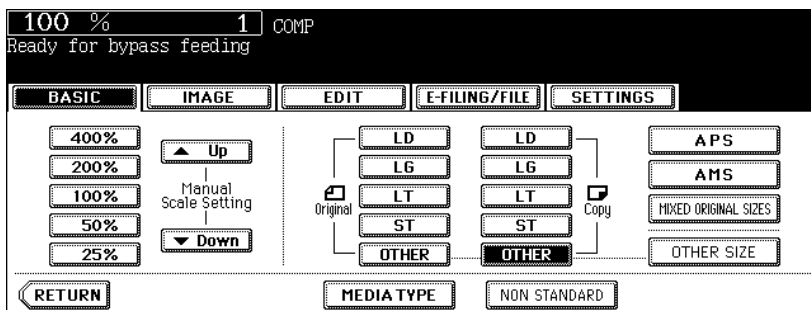 100 % 1 COMP
Ready for bypass feeding
BASIC IMAGE EDIT E-FILING/FILE SETTINGS
400% LD LD APS
Up
200% LG LG AMS
100% Manual Scale Setting Original LT LT Copy MIXED ORIGINAL SIZES
50% ST ST
Down
25% OTHER OTHER OTHER SIZE
RETURN MEDIA TYPE NON STANDARD